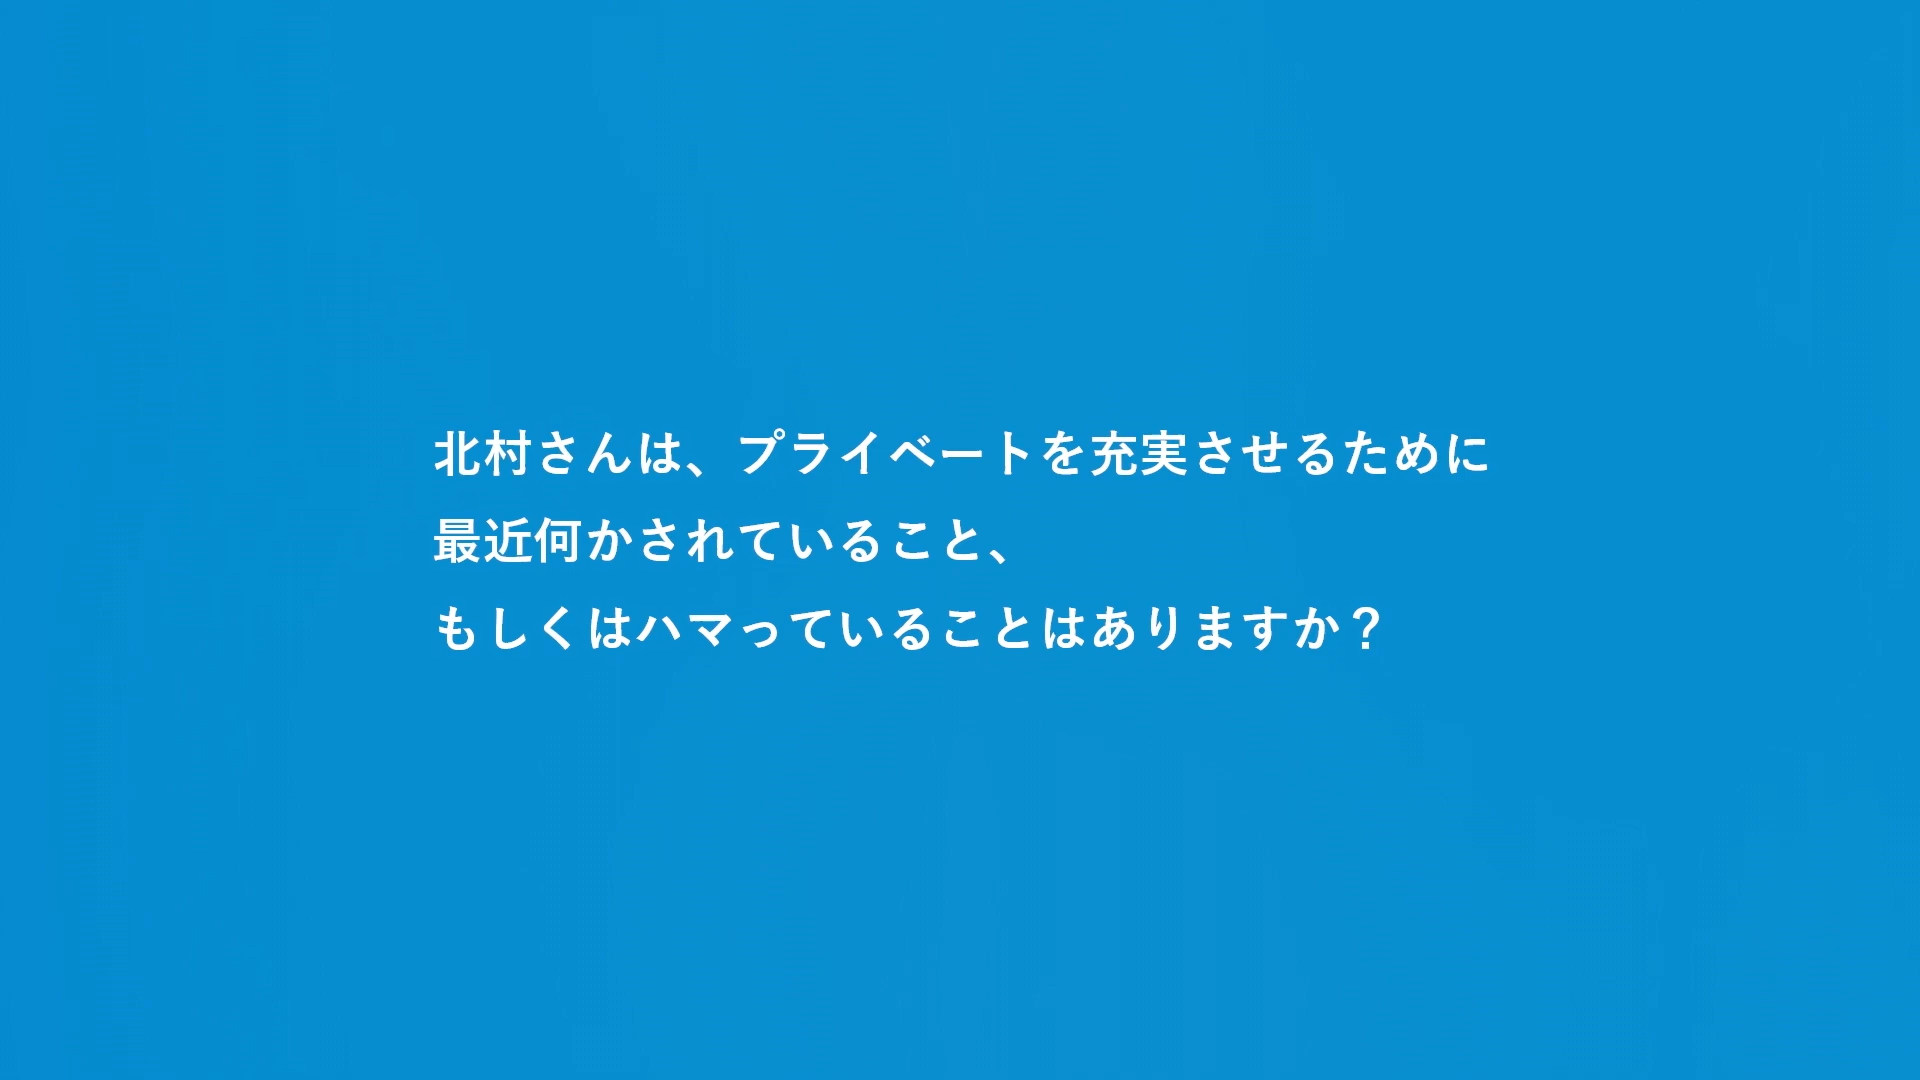 北村さんは、プライベートを充実させるために
最近何かされていること、
もしくはハマっていることはありますか？